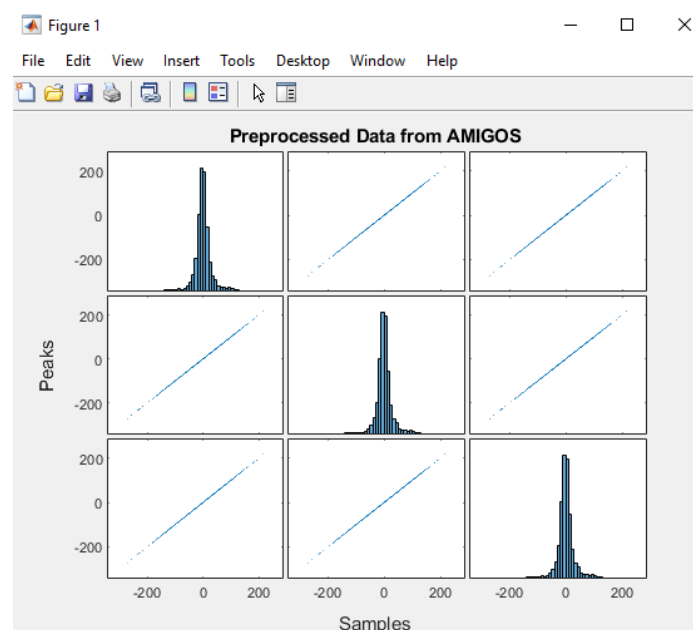 Figure 1
File Edit View Insert Tools Desktop Window Help
Preprocessed Data from AMIGOS
200
0
-200
200
0
-200
Peaks
200
0
-200
-200 0 200 -200 0 200 -200 0 200
Samples